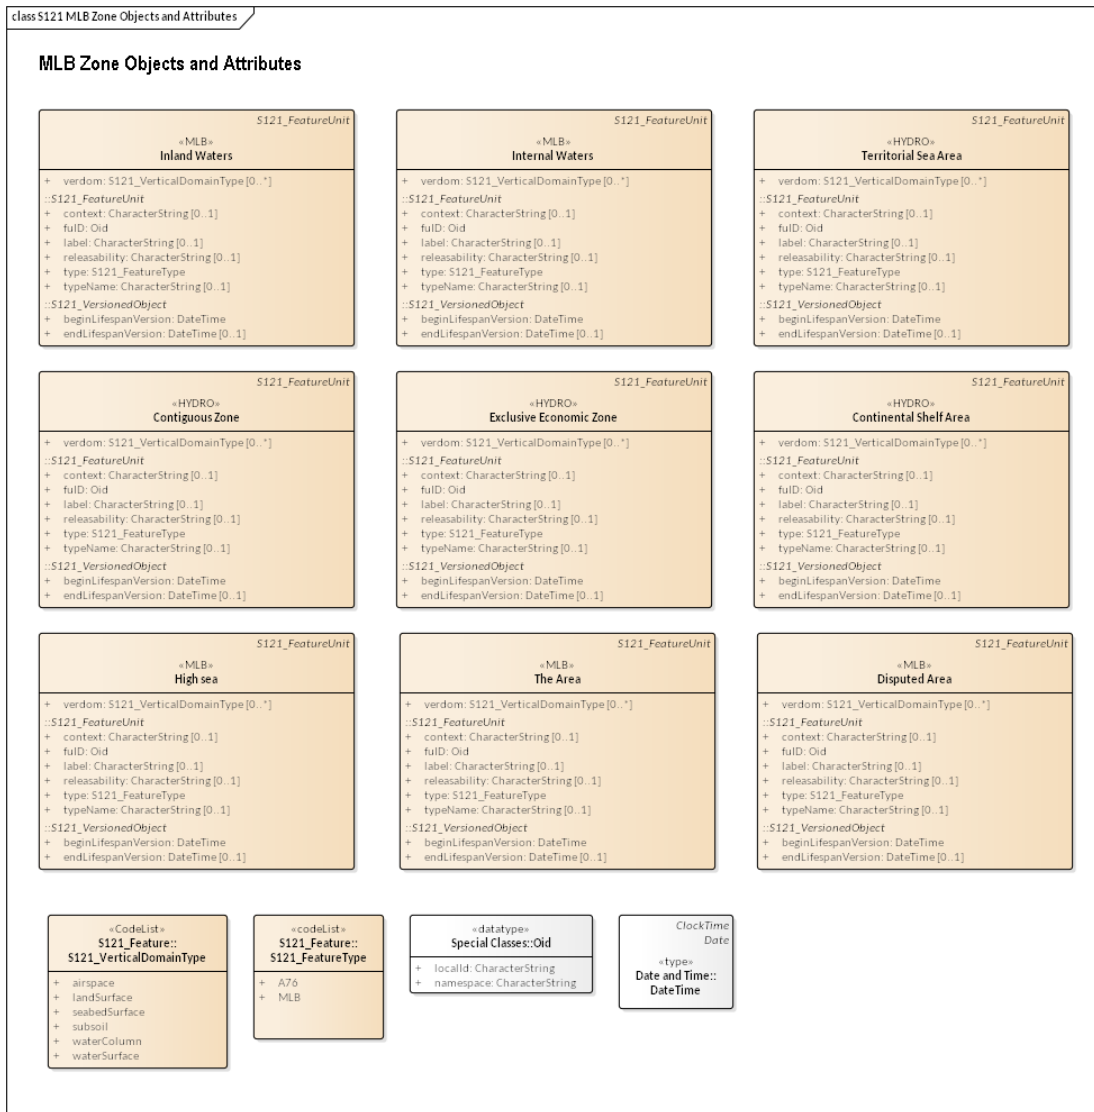 class S121 MLB Zone Objects and Attributes
MLB Zone Objects and Attributes
S121_FeatureUnit
«MLB»
Inland Waters
+ verdom: S121_VerticalDomainType [0..*]
::S121_FeatureUnit
+ context: CharacterString [0..1]
+ fuID: Oid
+ label: CharacterString [0..1]
+ releasability: CharacterString [0..1]
+ type: S121_FeatureType
+ typeName: CharacterString [0..1]
::S121_VersionedObject
+ beginLifespanVersion: DateTime
+ endLifespanVersion: DateTime [0..1]
S121_FeatureUnit
«MLB»
Internal Waters
+ verdom: S121_VerticalDomainType [0..*]
::S121_FeatureUnit
+ context: CharacterString [0..1]
+ fuID: Oid
+ label: CharacterString [0..1]
+ releasability: CharacterString [0..1]
+ type: S121_FeatureType
+ typeName: CharacterString [0..1]
::S121_VersionedObject
+ beginLifespanVersion: DateTime
+ endLifespanVersion: DateTime [0..1]
S121_FeatureUnit
«HYDRO»
Territorial Sea Area
+ verdom: S121_VerticalDomainType [0..*]
::S121_FeatureUnit
+ context: CharacterString [0..1]
+ fuID: Oid
+ label: CharacterString [0..1]
+ releasability: CharacterString [0..1]
+ type: S121_FeatureType
+ typeName: CharacterString [0..1]
::S121_VersionedObject
+ beginLifespanVersion: DateTime
+ endLifespanVersion: DateTime [0..1]
S121_FeatureUnit
«HYDRO»
Contiguous Zone
+ verdom: S121_VerticalDomainType [0..*]
::S121_FeatureUnit
+ context: CharacterString [0..1]
+ fuID: Oid
+ label: CharacterString [0..1]
+ releasability: CharacterString [0..1]
+ type: S121_FeatureType
+ typeName: CharacterString [0..1]
::S121_VersionedObject
+ beginLifespanVersion: DateTime
+ endLifespanVersion: DateTime [0..1]
S121_FeatureUnit
«HYDRO»
Exclusive Economic Zone
+ verdom: S121_VerticalDomainType [0..*]
::S121_FeatureUnit
+ context: CharacterString [0..1]
+ fuID: Oid
+ label: CharacterString [0..1]
+ releasability: CharacterString [0..1]
+ type: S121_FeatureType
+ typeName: CharacterString [0..1]
::S121_VersionedObject
+ beginLifespanVersion: DateTime
+ endLifespanVersion: DateTime [0..1]
S121_FeatureUnit
«HYDRO»
Continental Shelf Area
+ verdom: S121_VerticalDomainType [0..*]
::S121_FeatureUnit
+ context: CharacterString [0..1]
+ fuID: Oid
+ label: CharacterString [0..1]
+ releasability: CharacterString [0..1]
+ type: S121_FeatureType
+ typeName: CharacterString [0..1]
::S121_VersionedObject
+ beginLifespanVersion: DateTime
+ endLifespanVersion: DateTime [0..1]
S121_FeatureUnit
«MLB»
High sea
+ verdom: S121_VerticalDomainType [0..*]
::S121_FeatureUnit
+ context: CharacterString [0..1]
+ fuID: Oid
+ label: CharacterString [0..1]
+ releasability: CharacterString [0..1]
+ type: S121_FeatureType
+ typeName: CharacterString [0..1]
::S121_VersionedObject
+ beginLifespanVersion: DateTime
+ endLifespanVersion: DateTime [0..1]
S121_FeatureUnit
«MLB»
The Area
+ verdom: S121_VerticalDomainType [0..*]
::S121_FeatureUnit
+ context: CharacterString [0..1]
+ fuID: Oid
+ label: CharacterString [0..1]
+ releasability: CharacterString [0..1]
+ type: S121_FeatureType
+ typeName: CharacterString [0..1]
::S121_VersionedObject
+ beginLifespanVersion: DateTime
+ endLifespanVersion: DateTime [0..1]
S121_FeatureUnit
«MLB»
Disputed Area
+ verdom: S121_VerticalDomainType [0..*]
::S121_FeatureUnit
+ context: CharacterString [0..1]
+ fuID: Oid
+ label: CharacterString [0..1]
+ releasability: CharacterString [0..1]
+ type: S121_FeatureType
+ typeName: CharacterString [0..1]
::S121_VersionedObject
+ beginLifespanVersion: DateTime
+ endLifespanVersion: DateTime [0..1]
«CodeList»
S121_Feature::
S121_VerticalDomainType
+ airspace
+ landSurface
+ seabedSurface
+ subsoil
+ waterColumn
+ waterSurface
«codeList»
S121_Feature::
S121_FeatureType
+ A76
+ MLB
«datatype»
Special Classes::Oid
+ localId: CharacterString
+ namespace: CharacterString
ClockTime
Date
«type»
Date and Time::
DateTime